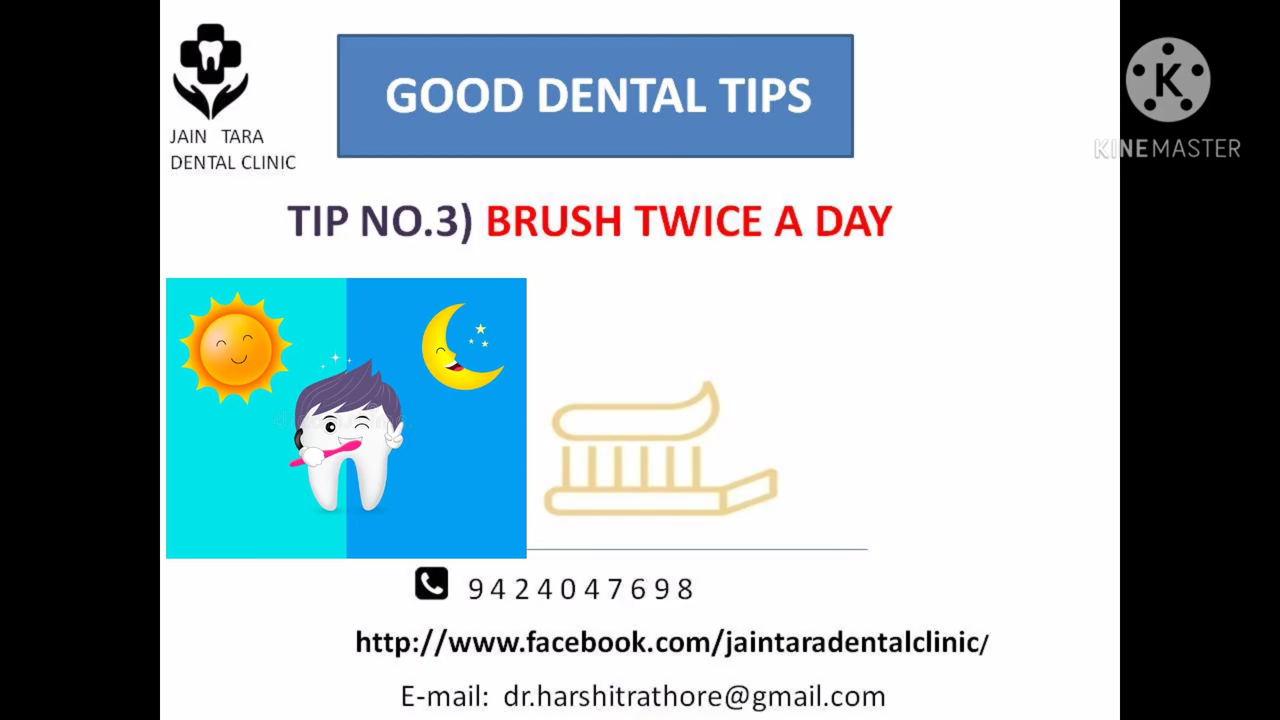 GOOD DENTAL TIPS
KINEMASTER
JAIN TARA
DENTAL CLINIC
TIP NO.3) BRUSH TWICE A DAY
9424047698
http://www.facebook.com/jaintaradentalclinic/
E-mail: dr.harshitrathore@gmail.com